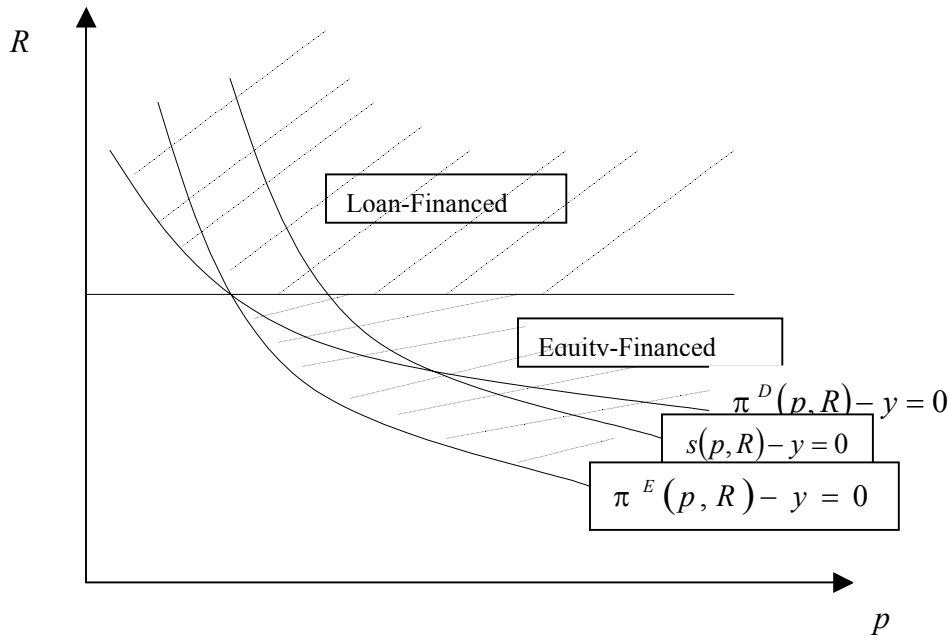 R
Loan-Financed
Equity-Financed
π^D(p, R) − y = 0
s(p, R) − y = 0
π^E(p, R) − y = 0
p